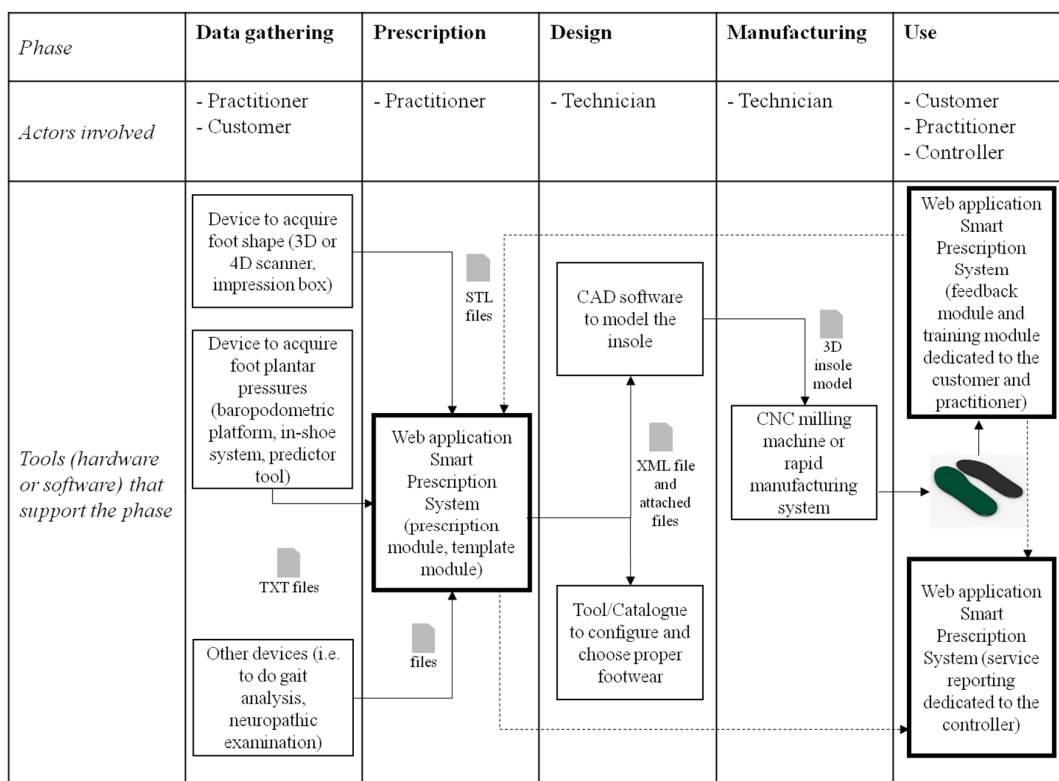 Phase
Data gathering
Prescription
Design
Manufacturing
Use
Actors involved
- Practitioner
- Customer
- Practitioner
- Technician
- Technician
- Customer
- Practitioner
- Controller
Tools (hardware
or software) that
support the phase
Device to acquire
foot shape (3D or
4D scanner,
impression box)
Device to acquire
foot plantar
pressures
(baropodometric
platform, in-shoe
system, predictor
tool)
TXT files
Other devices (i.e.
to do gait
analysis,
neuropathic
examination)
STL
files
Web application
Smart
Prescription
System
(prescription
module, template
module)
files
CAD software
to model the
insole
XML file
and
attached
files
Tool/Catalogue
to configure and
choose proper
footwear
3D
insole
model
CNC milling
machine or
rapid
manufacturing
system
Web application
Smart
Prescription
System
(feedback
module and
training module
dedicated to the
customer and
practitioner)
Web application
Smart
Prescription
System (service
reporting
dedicated to the
controller)